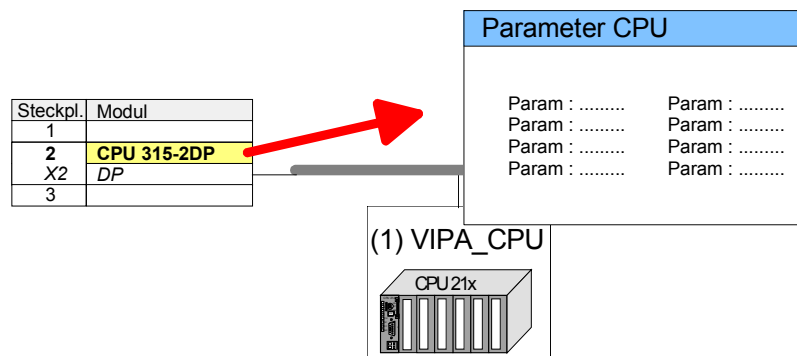 Parameter CPU
Param : ......... Param : .........
Param : ......... Param : .........
Param : ......... Param : .........
Param : ......... Param : .........
Steckpl. Modul
1
2 CPU 315-2DP
X2 DP
3
(1) VIPA_CPU
CPU 21x